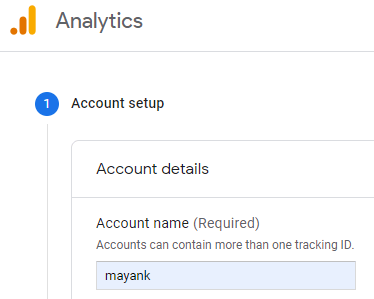 Analytics
1 Account setup
Account details
Account name (Required)
Accounts can contain more than one tracking ID.
mayank